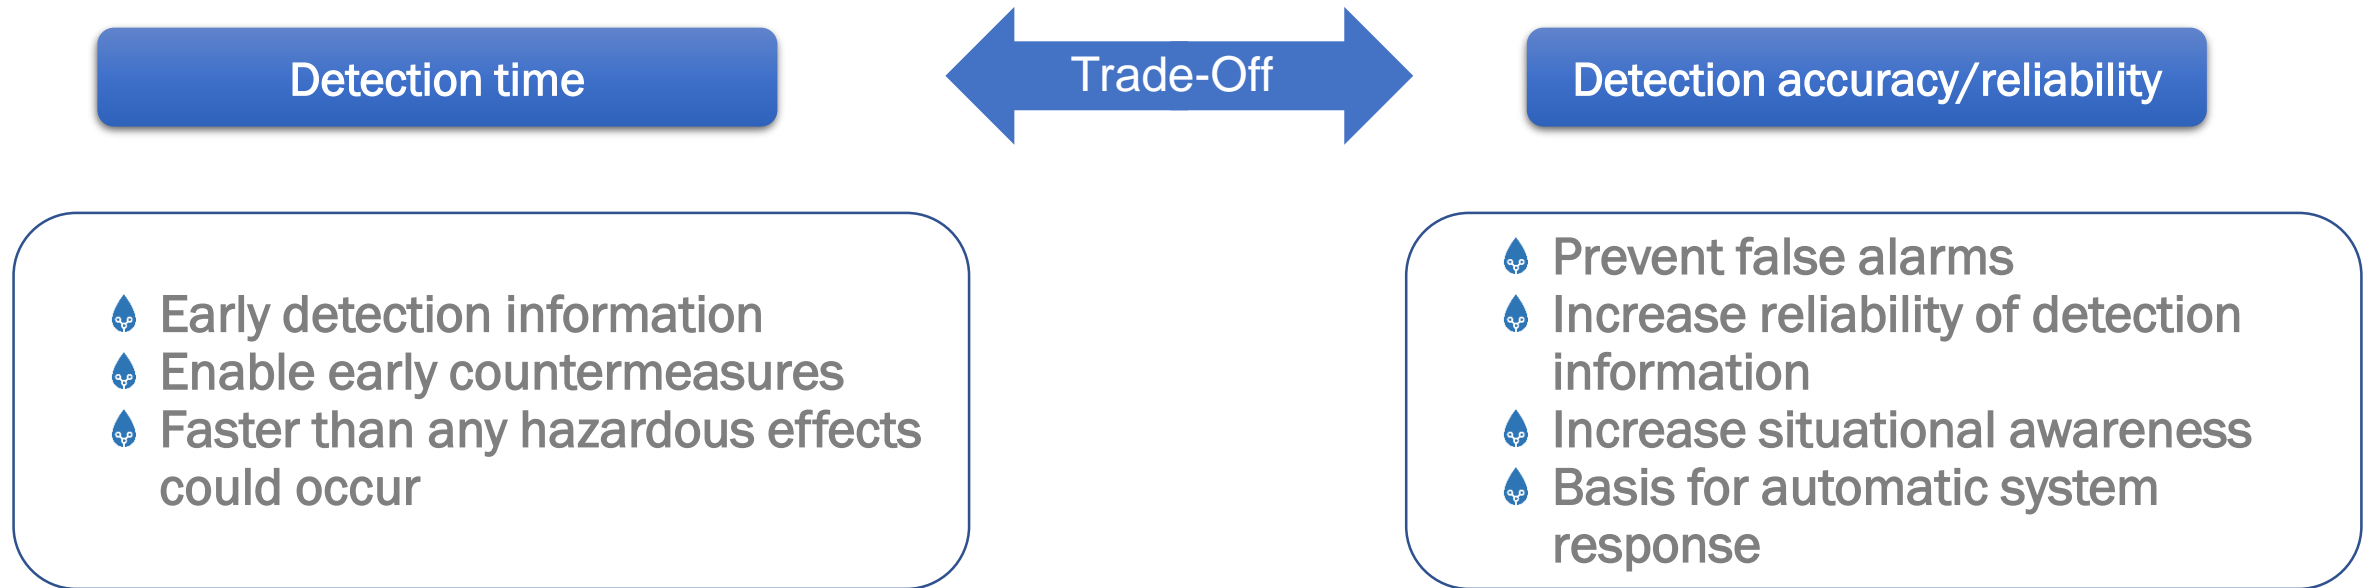 Detection time
Trade-Off
Detection accuracy/reliability
Early detection information
Enable early countermeasures
Faster than any hazardous effects
could occur
Prevent false alarms
Increase reliability of detection
information
Increase situational awareness
Basis for automatic system
response